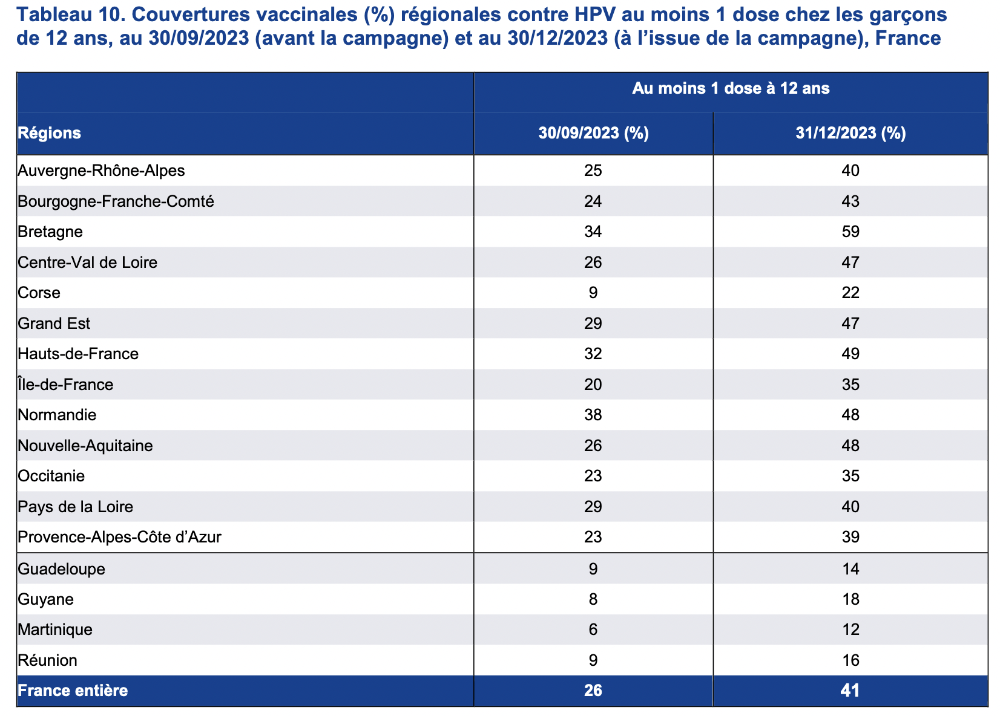 Tableau 10. Couvertures vaccinales (%) régionales contre HPV au moins 1 dose chez les garçons
de 12 ans, au 30/09/2023 (avant la campagne) et au 30/12/2023 (à l’issue de la campagne), France
Au moins 1 dose à 12 ans
Régions 30/09/2023 (%) 31/12/2023 (%)
Auvergne-Rhône-Alpes 25 40
Bourgogne-Franche-Comté 24 43
Bretagne 34 59
Centre-Val de Loire 26 47
Corse 9 22
Grand Est 29 47
Hauts-de-France 32 49
Île-de-France 20 35
Normandie 38 48
Nouvelle-Aquitaine 26 48
Occitanie 23 35
Pays de la Loire 29 40
Provence-Alpes-Côte d’Azur 23 39
Guadeloupe 9 14
Guyane 8 18
Martinique 6 12
Réunion 9 16
France entière 26 41